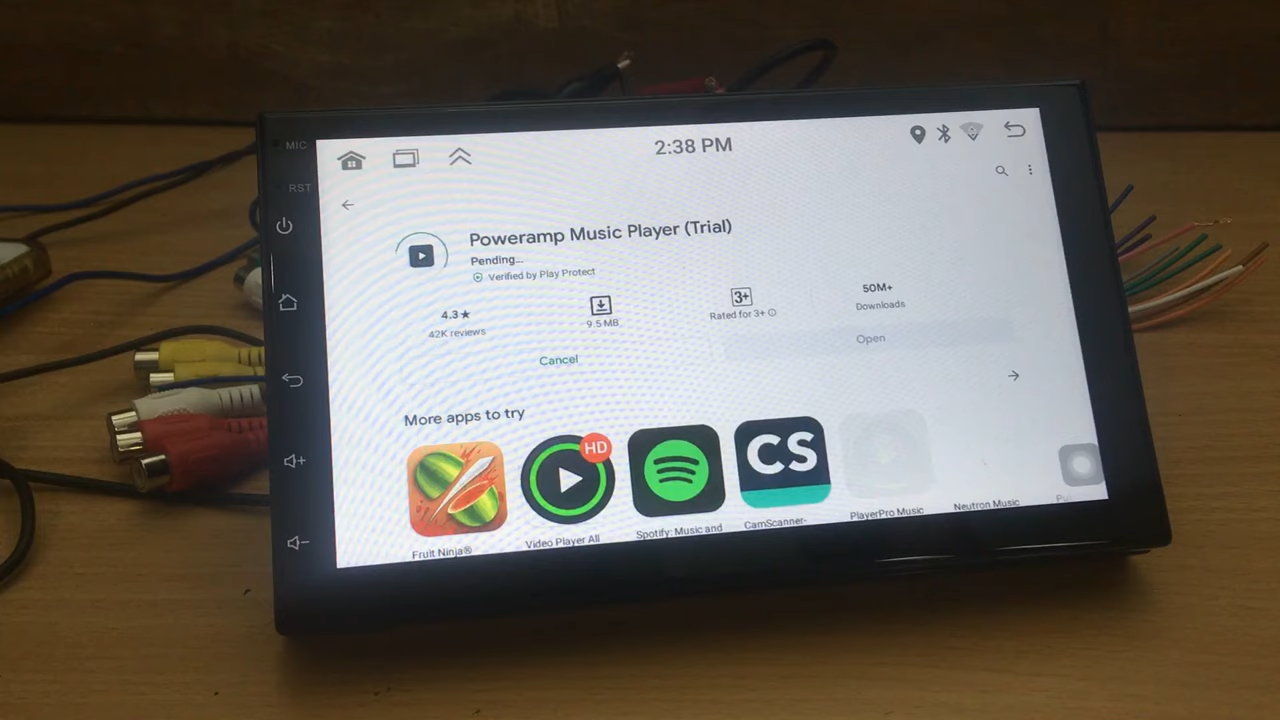 MIC
RST
2:38 PM
Poweramp Music Player (Trial)
Pending...
Verified by Play Protect
4.3★
42K reviews
9.5 MB
3+
Rated for 3+
50M+
Downloads
Cancel
Open
More apps to try
HD
CS
Fruit Ninja®
Video Player All
Spotify: Music and
CamScanner-
PlayerPro Music
Neutron Music